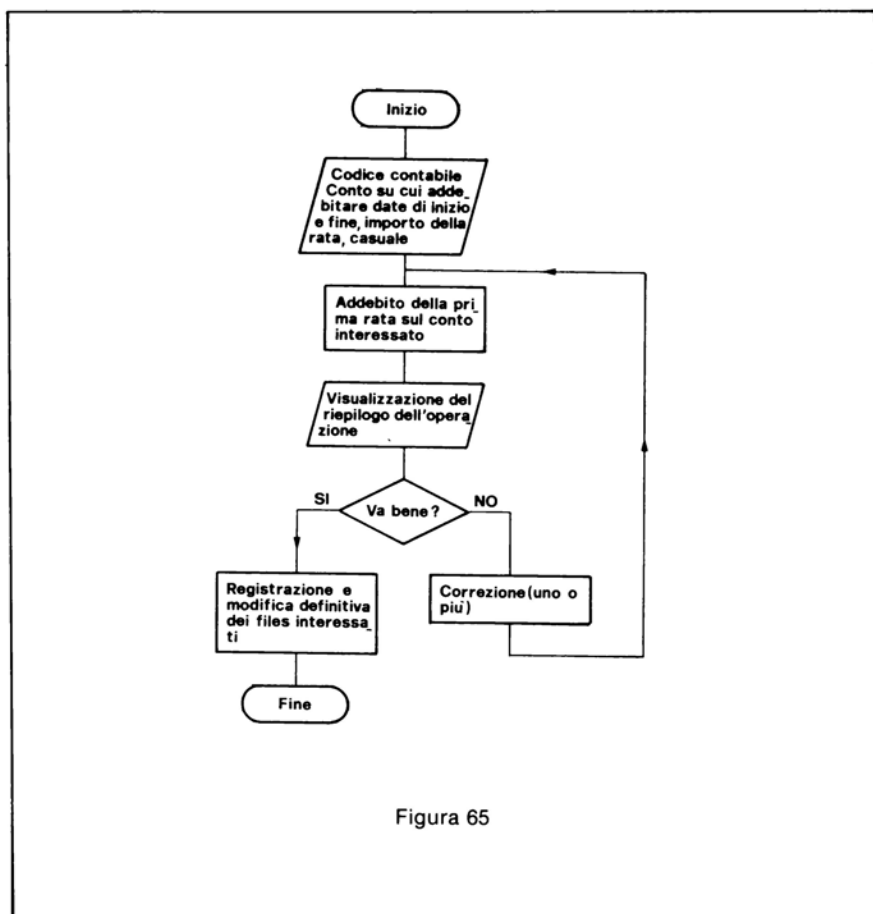 Inizio
Codice contabile
Conto su cui adde_
bitare date di inizio
e fine, importo della
rata, casuale
Addebito della pri_
ma rata sul conto
interessato
Visualizzazione del
riepilogo dell'opera_
zione
Va bene?
SI
NO
Registrazione e
modifica definitiva
dei files interessa_
ti
Correzione(uno o
più)
Fine
Figura 65